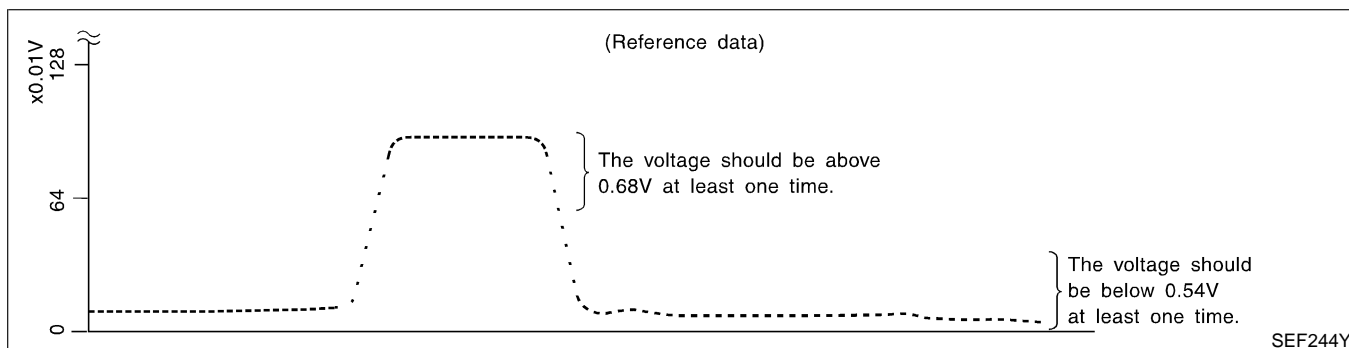 (Reference data)
x0.01V
128
64
0
The voltage should be above
0.68V at least one time.
The voltage should
be below 0.54V
at least one time.
SEF244Y